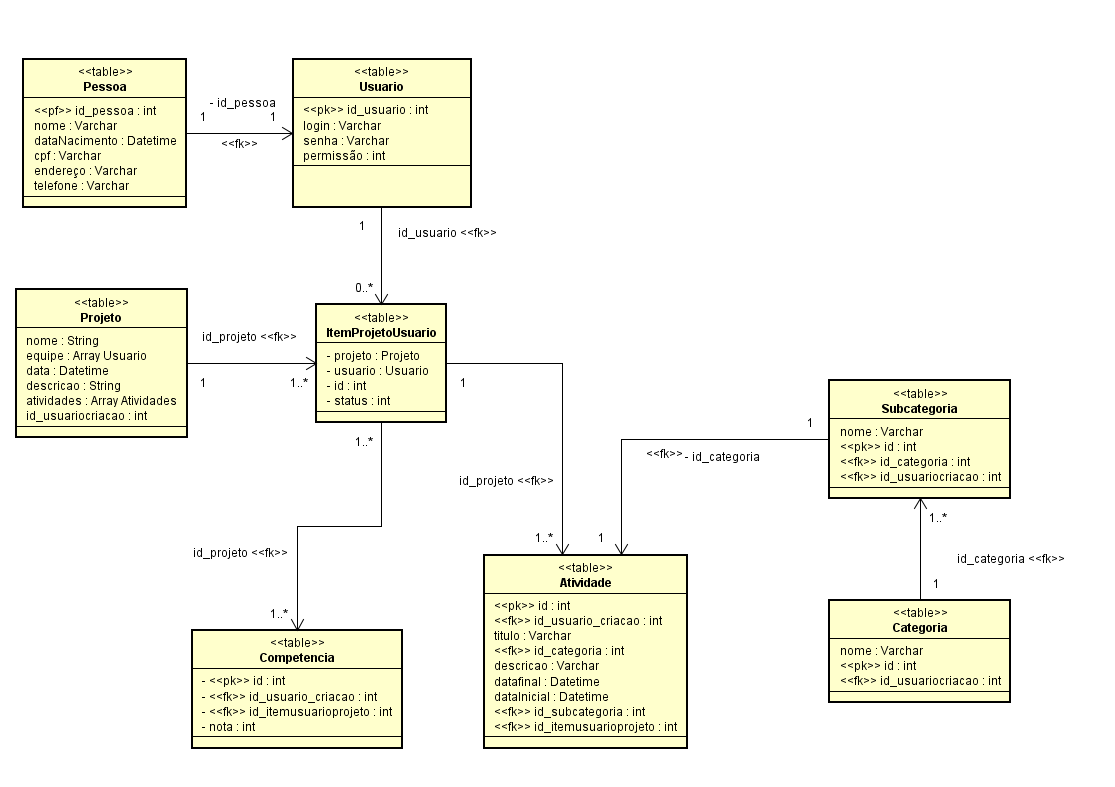 <<table>>
Pessoa
<<pf>> id_pessoa : int
nome : Varchar
dataNacimento : Datetime
cpf : Varchar
endereço : Varchar
telefone : Varchar
- id_pessoa
1
1
<<fk>>
<<table>>
Usuario
<<pk>> id_usuario : int
login : Varchar
senha : Varchar
permissão : int
1
id_usuario <<fk>>
0..*
<<table>>
Projeto
nome : String
equipe : Array Usuario
data : Datetime
descricao : String
atividades : Array Atividades
id_usuariocriacao : int
id_projeto <<fk>>
1
1..*
<<table>>
ItemProjetoUsuario
- projeto : Projeto
- usuario : Usuario
- id : int
- status : int
1
id_projeto <<fk>>
1..*
1..*
id_projeto <<fk>>
1..*
<<table>>
Competencia
- <<pk>> id : int
- <<fk>> id_usuario_criacao : int
- <<fk>> id_itemusuarioprojeto : int
- nota : int
<<table>>
Atividade
<<pk>> id : int
<<fk>> id_usuario_criacao : int
titulo : Varchar
<<fk>> id_categoria : int
descricao : Varchar
datafinal : Datetime
dataInicial : Datetime
<<fk>> id_subcategoria : int
<<fk>> id_itemusuarioprojeto : int
1
<<fk>> - id_categoria
1
<<table>>
Subcategoria
nome : Varchar
<<pk>> id : int
<<fk>> id_categoria : int
<<fk>> id_usuariocriacao : int
1..*
id_categoria <<fk>>
1
<<table>>
Categoria
nome : Varchar
<<pk>> id : int
<<fk>> id_usuariocriacao : int